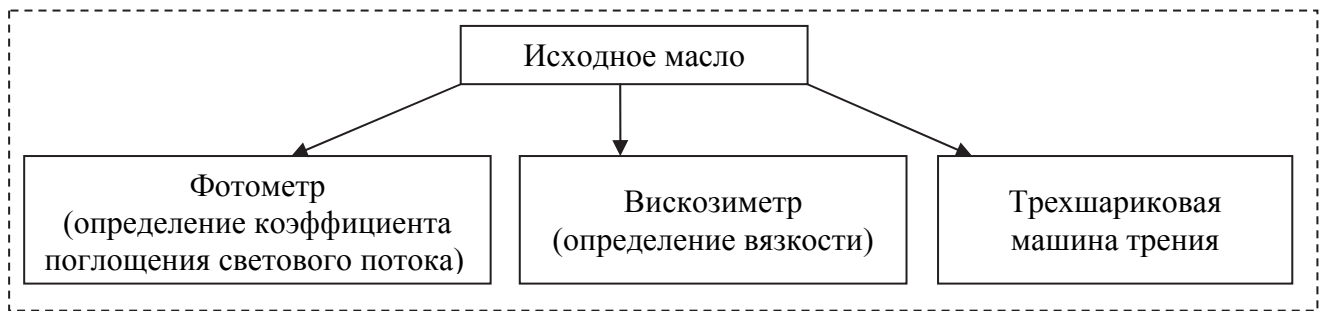 Исходное масло
Фотометр
(определение коэффициента
поглощения светового потока)
Вискозиметр
(определение вязкости)
Трехшариковая
машина трения